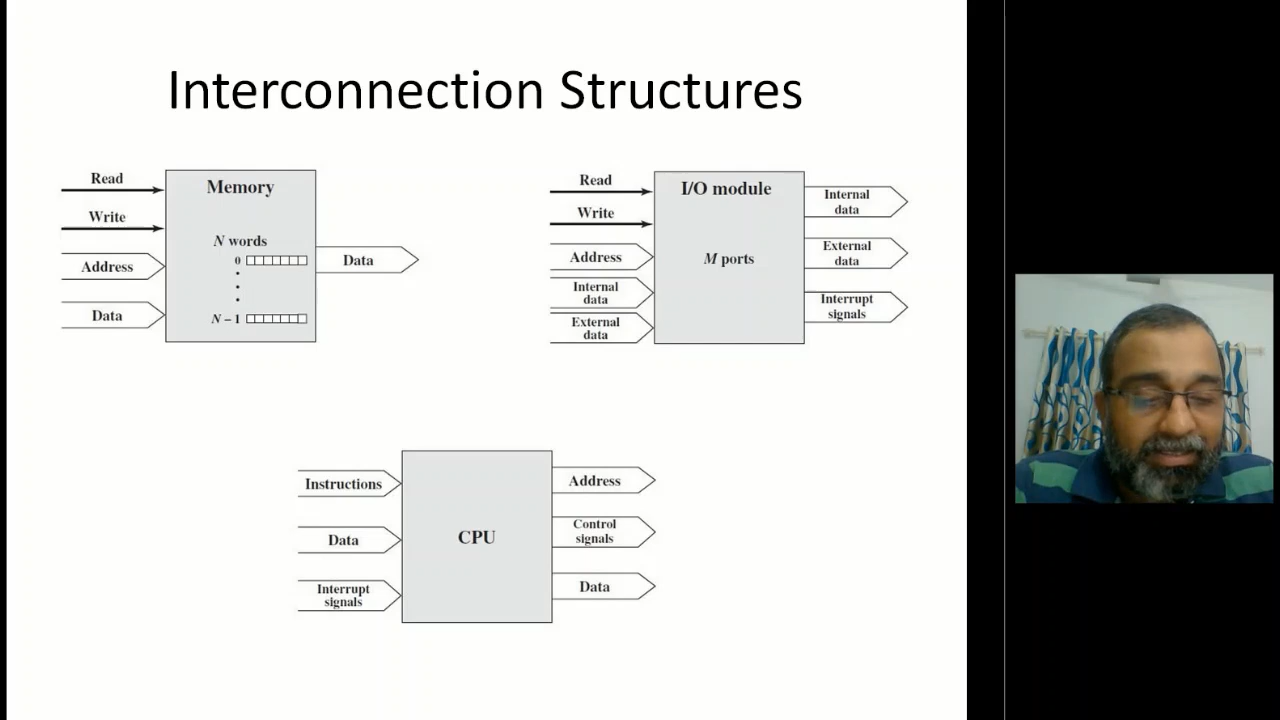 Interconnection Structures
Read
Write
Address
Data
Memory
N words
0
N – 1
Data
Read
Write
Address
Internal
data
External
data
I/O module
M ports
Internal
data
External
data
Interrupt
signals
Instructions
Data
Interrupt
signals
CPU
Address
Control
signals
Data